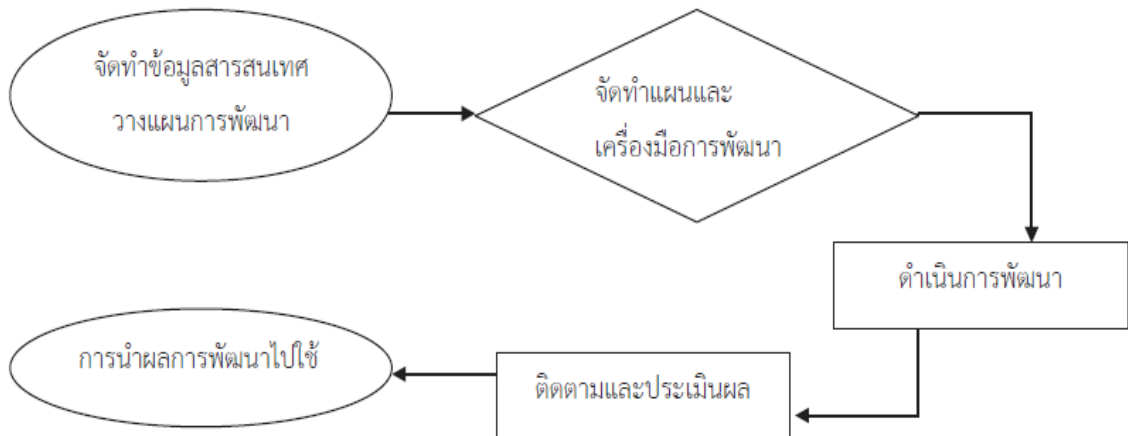 จัดทำข้อมูลสารสนเทศ
วางแผนการพัฒนา
จัดทำแผนและ
เครื่องมือการพัฒนา
ดำเนินการพัฒนา
ติดตามและประเมินผล
การนำผลการพัฒนาไปใช้